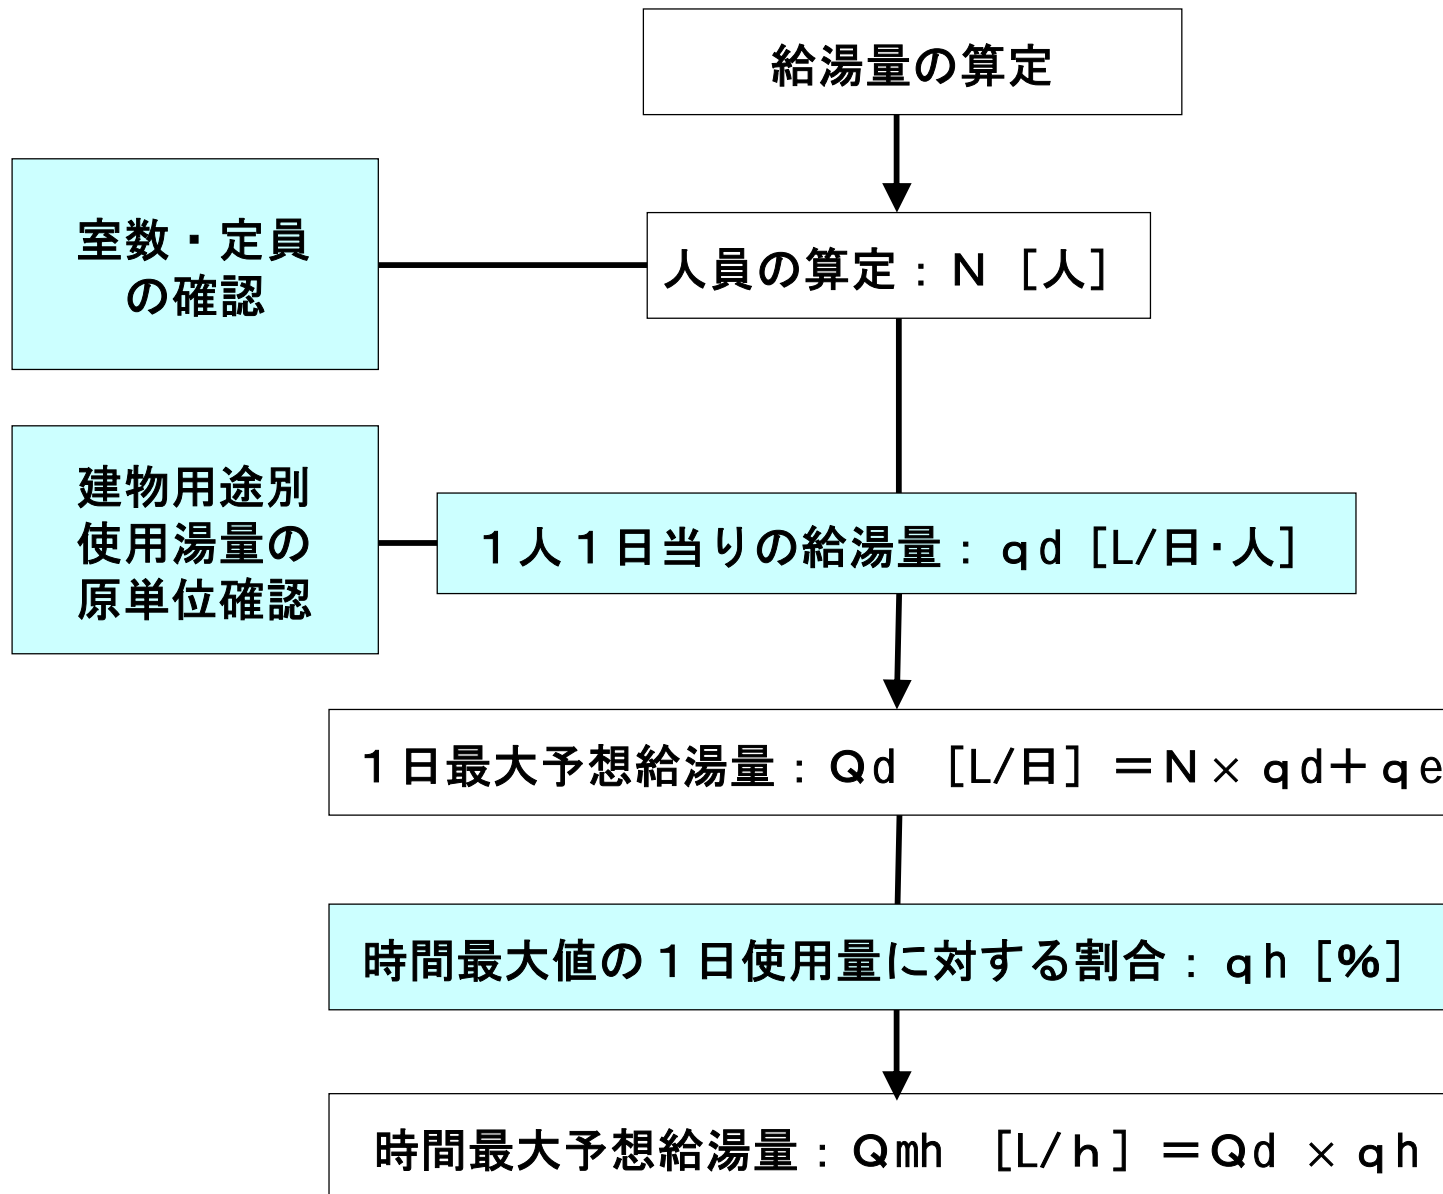 給湯量の算定
室数・定員
の確認
人員の算定：Ｎ［人］
建物用途別
使用湯量の
原単位確認
１人１日当りの給湯量：ｑd［L/日・人］
１日最大予想給湯量：Ｑd ［L/日］＝Ｎ×ｑd＋ｑe
時間最大値の１日使用量に対する割合：ｑh［％］
時間最大予想給湯量：Ｑmh ［L/ｈ］＝Ｑd ×ｑh